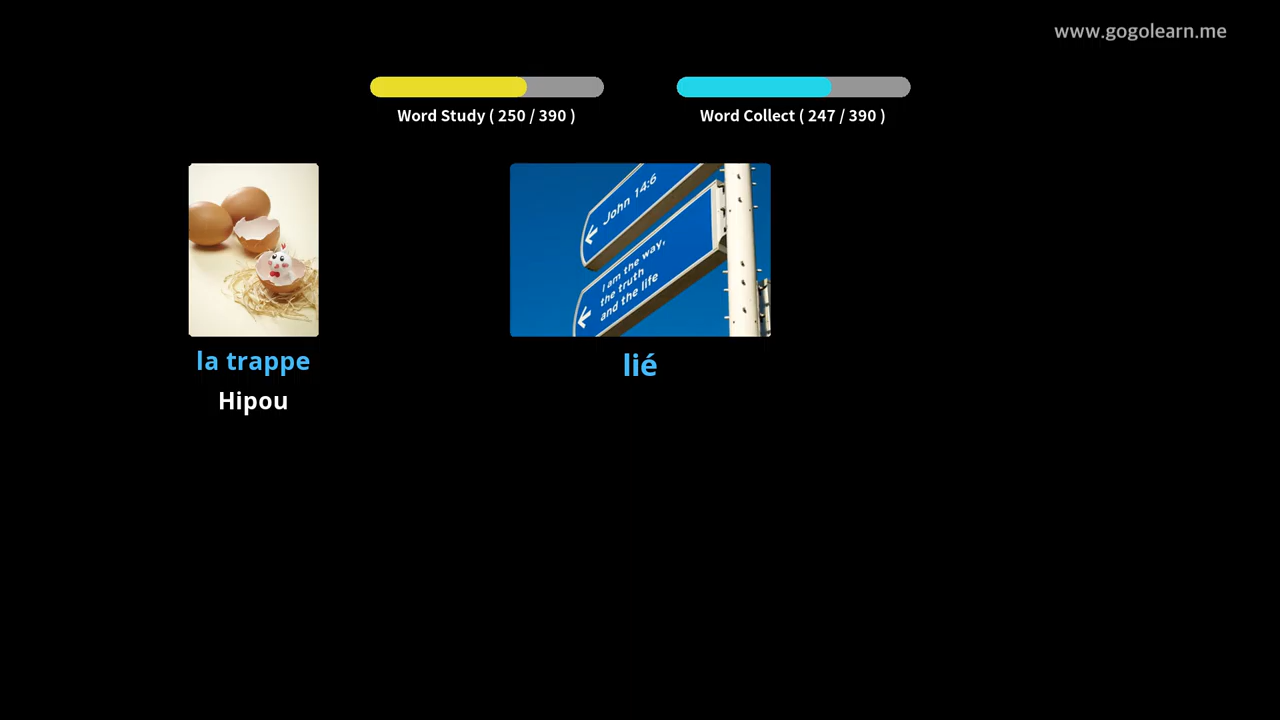 www.gogolearn.me
Word Study ( 250 / 390 )
Word Collect ( 247 / 390 )
John 14:6
I am the way,
the truth
and the life
la trappe
lié
Hipou